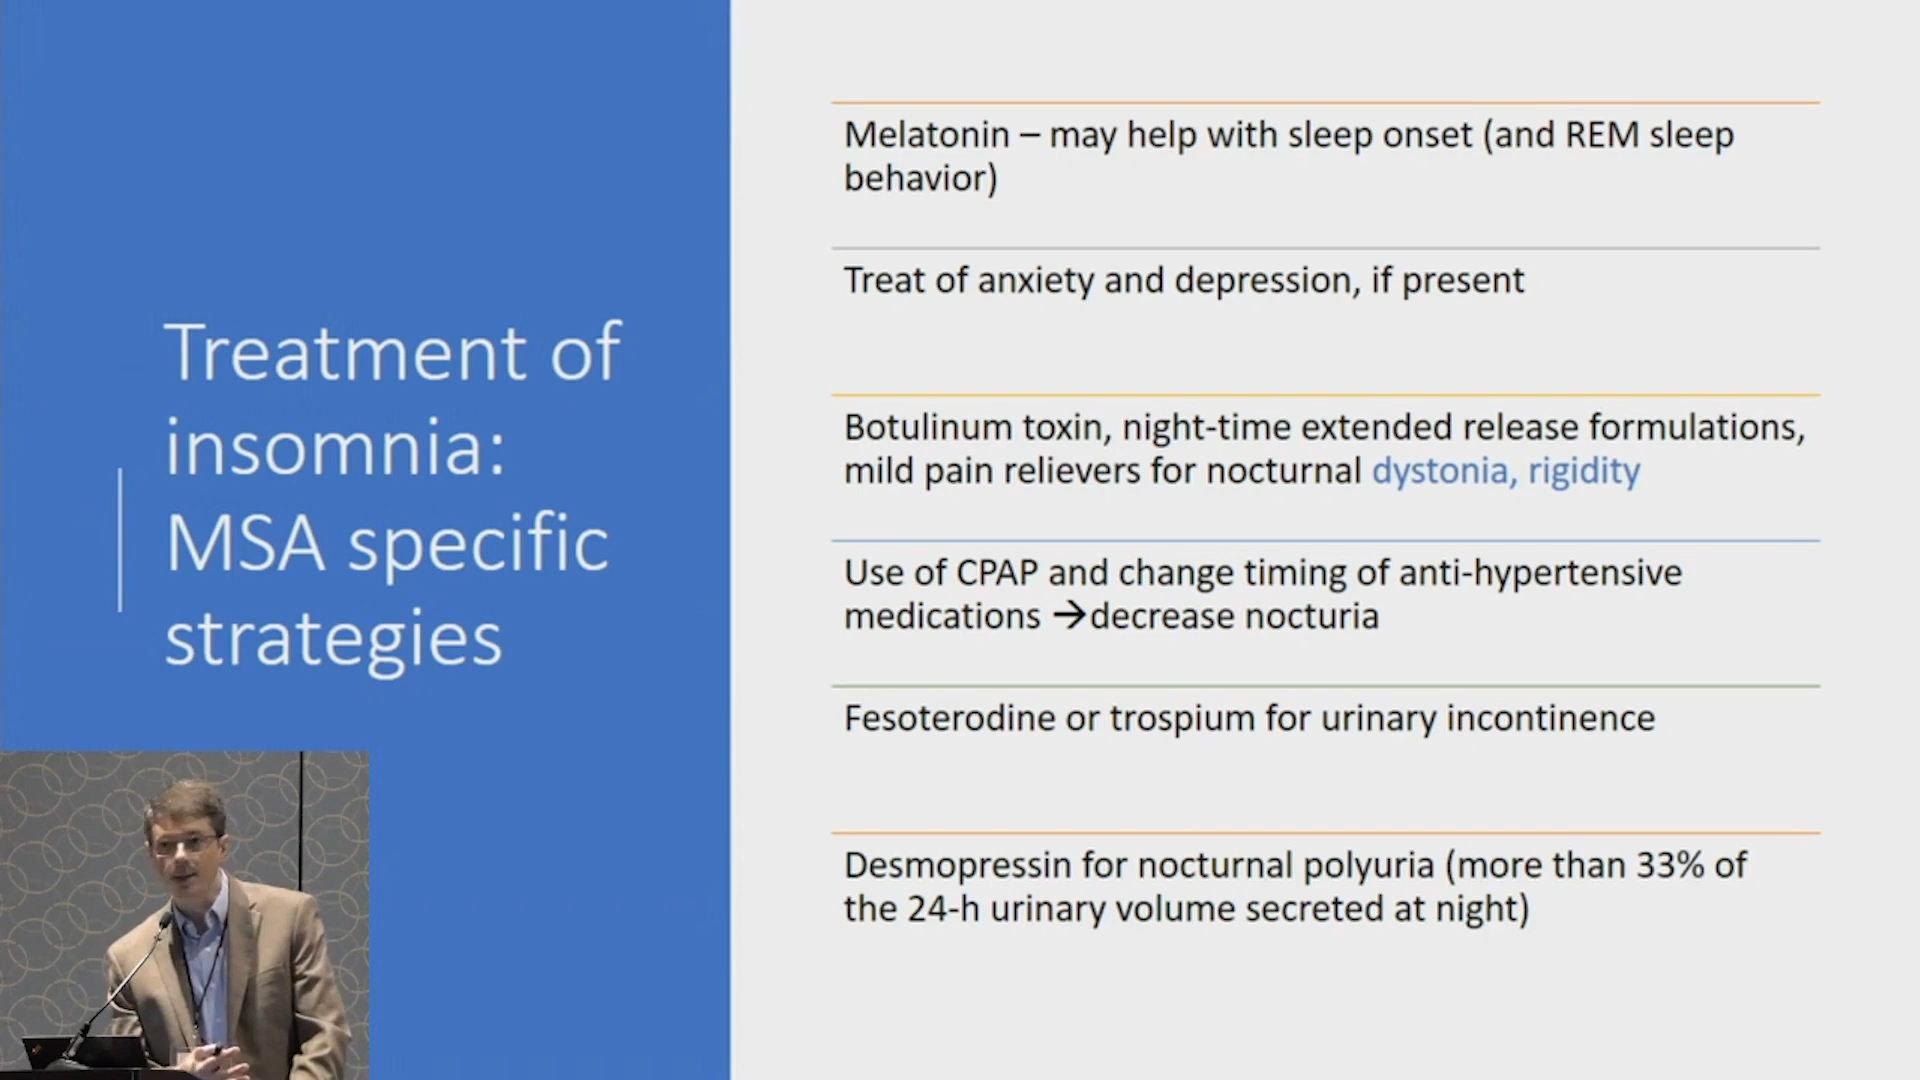 Treatment of
insomnia:
MSA specific
strategies
Melatonin – may help with sleep onset (and REM sleep
behavior)
Treat of anxiety and depression, if present
Botulinum toxin, night-time extended release formulations,
mild pain relievers for nocturnal dystonia, rigidity
Use of CPAP and change timing of anti-hypertensive
medications →decrease nocturia
Fesoterodine or trospium for urinary incontinence
Desmopressin for nocturnal polyuria (more than 33% of
the 24-h urinary volume secreted at night)